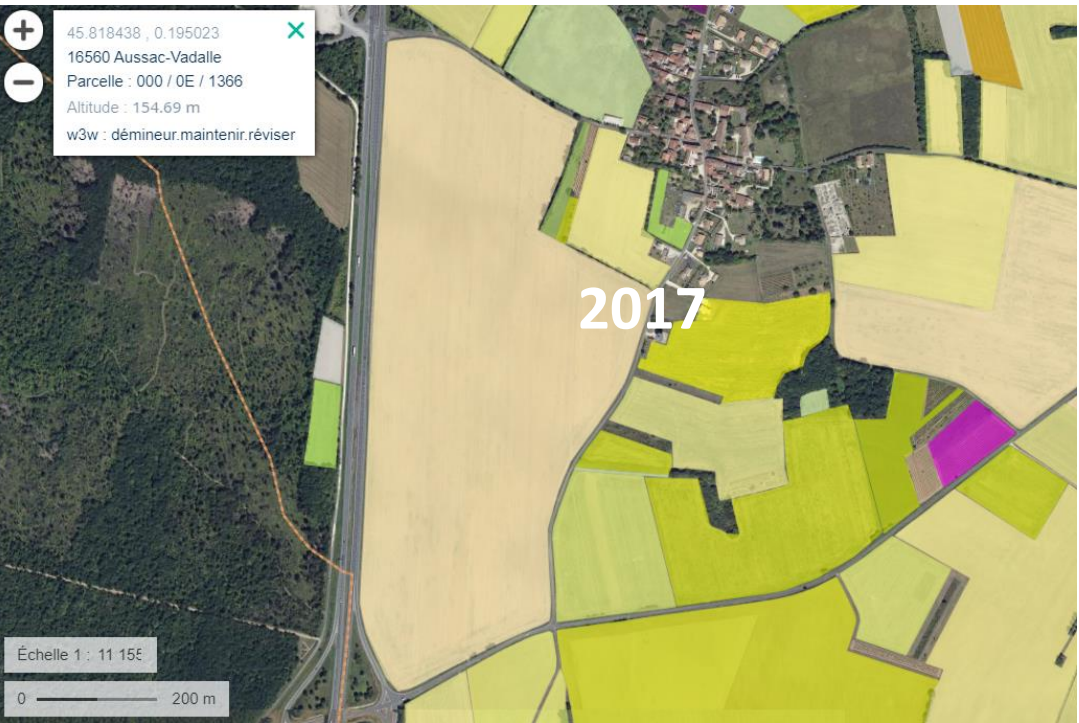 45.818438 , 0.195023
16560 Aussac-Vadalle
Parcelle : 000 / 0E / 1366
Altitude : 154.69 m
w3w : démineur.maintenir.réviser
2017
Échelle 1 : 11 155
0 200 m